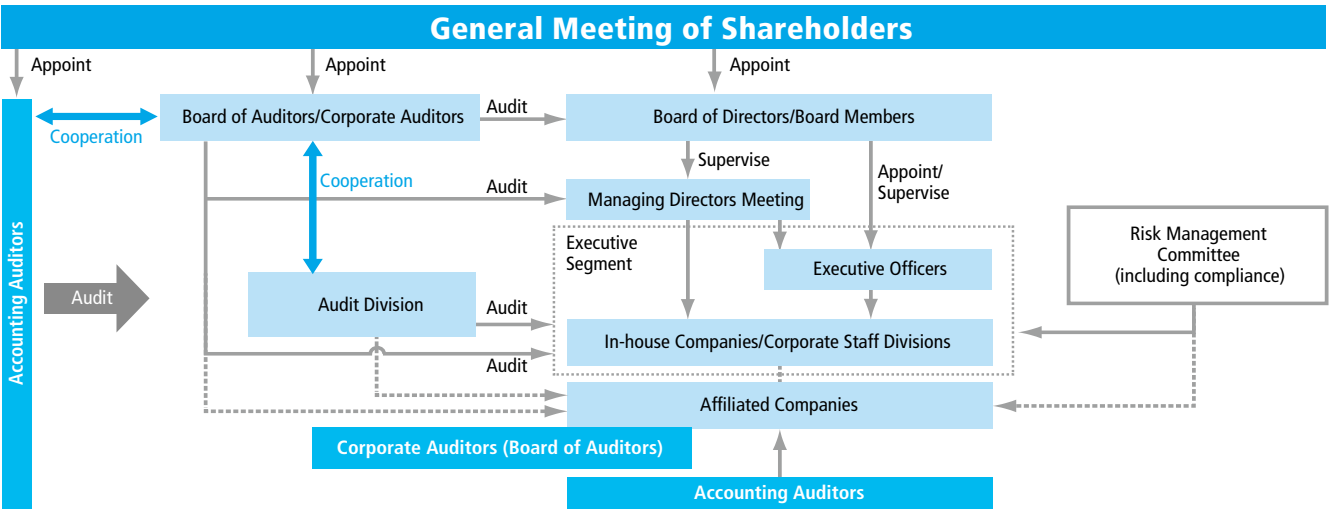 General Meeting of Shareholders
Appoint
Appoint
Appoint
Accounting Auditors
Cooperation
Board of Auditors/Corporate Auditors
Audit
Board of Directors/Board Members
Supervise
Appoint/
Supervise
Cooperation
Audit
Managing Directors Meeting
Executive
Segment
Executive Officers
Risk Management
Committee
(including compliance)
Audit
Audit Division
Audit
In-house Companies/Corporate Staff Divisions
Audit
Affiliated Companies
Corporate Auditors (Board of Auditors)
Accounting Auditors